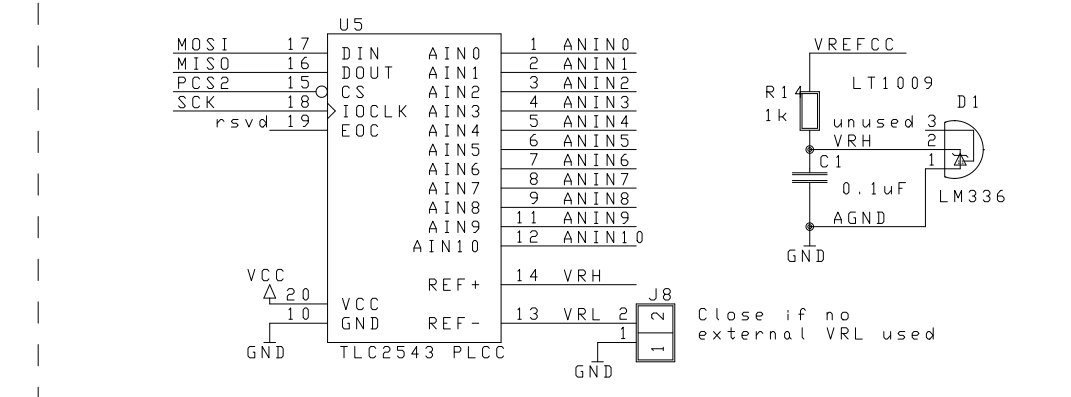 U5
MOSI 17 DIN AIN0 1 ANIN0
MISO 16 DOUT AIN1 2 ANIN1
PCS2 15 CS AIN2 3 ANIN2
SCK 18 IOCLK AIN3 4 ANIN3
rsvd 19 EOC AIN4 5 ANIN4
AIN5 6 ANIN5
AIN6 7 ANIN6
AIN7 8 ANIN7
AIN8 9 ANIN8
AIN9 11 ANIN9
AIN10 12 ANIN10
REF+ 14 VRH
VCC 20 VCC
10 GND REF- 13 VRL 2
GND
TLC2543 PLCC
J8
2
1
1
GND
Close if no
external VRL used
VREFCC
LT1009
R14
1k
D1
unused 3
VRH 2
1
C1
0.1uF
LM336
AGND
GND